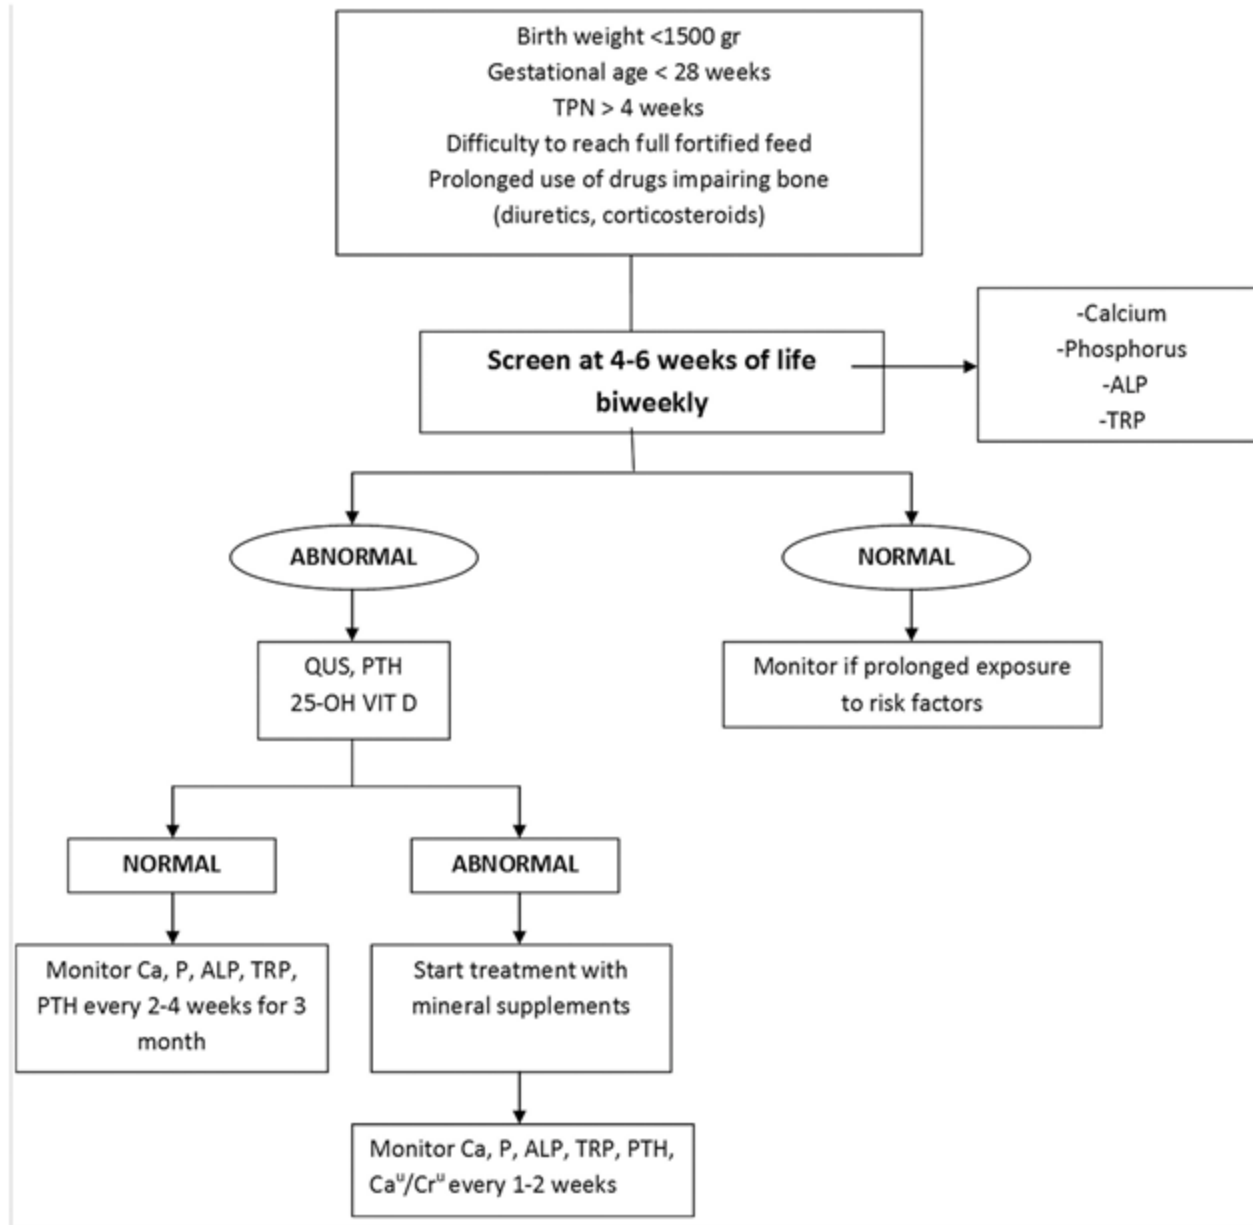 Birth weight <1500 gr
Gestational age < 28 weeks
TPN > 4 weeks
Difficulty to reach full fortified feed
Prolonged use of drugs impairing bone
(diuretics, corticosteroids)
Screen at 4-6 weeks of life
biweekly
-Calcium
-Phosphorus
-ALP
-TRP
ABNORMAL
NORMAL
QUS, PTH
25-OH VIT D
Monitor if prolonged exposure
to risk factors
NORMAL
ABNORMAL
Monitor Ca, P, ALP, TRP,
PTH every 2-4 weeks for 3
month
Start treatment with
mineral supplements
Monitor Ca, P, ALP, TRP, PTH,
Caᵘ/Crᵘ every 1-2 weeks